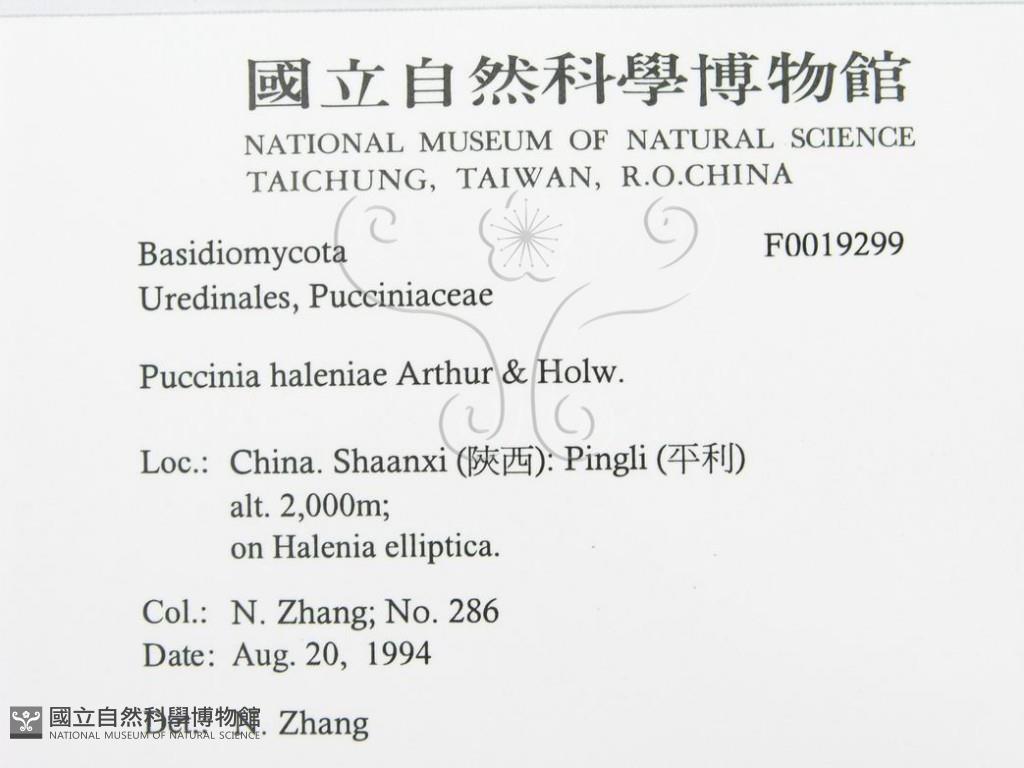 國立自然科學博物館
NATIONAL MUSEUM OF NATURAL SCIENCE
TAICHUNG, TAIWAN, R.O.CHINA
Basidiomycota F0019299
Uredinales, Pucciniaceae
Puccinia haleniae Arthur & Holw.
Loc.: China. Shaanxi (陝西): Pingli (平利)
alt. 2,000m;
on Halenia elliptica.
Col.: N. Zhang; No. 286
Date: Aug. 20, 1994
Det.: N. Zhang
國立自然科學博物館
NATIONAL MUSEUM OF NATURAL SCIENCE